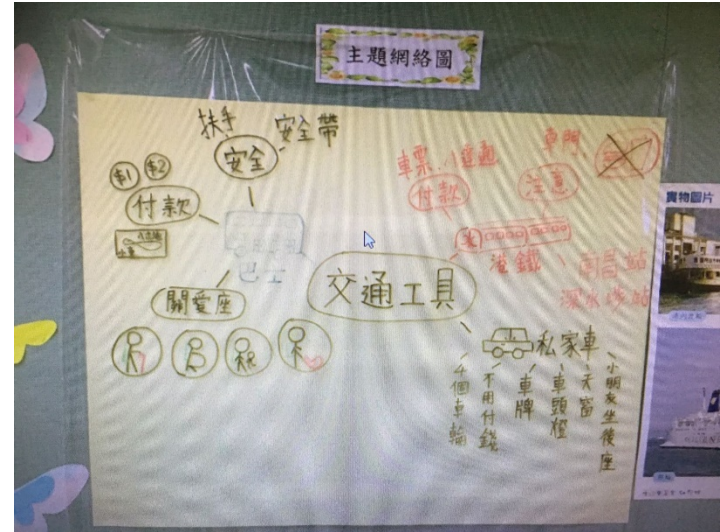 主題網絡圖
扶手
安全帶
安全
$1 $2
付款
巴士
關愛座
交通工具
車票、八達通
付款
車門
注意
港鐵
南昌站
深水埗站
私家車
4個車輪
不用付錢
車牌
車頭燈
天窗
小朋友坐後座
實物圖片